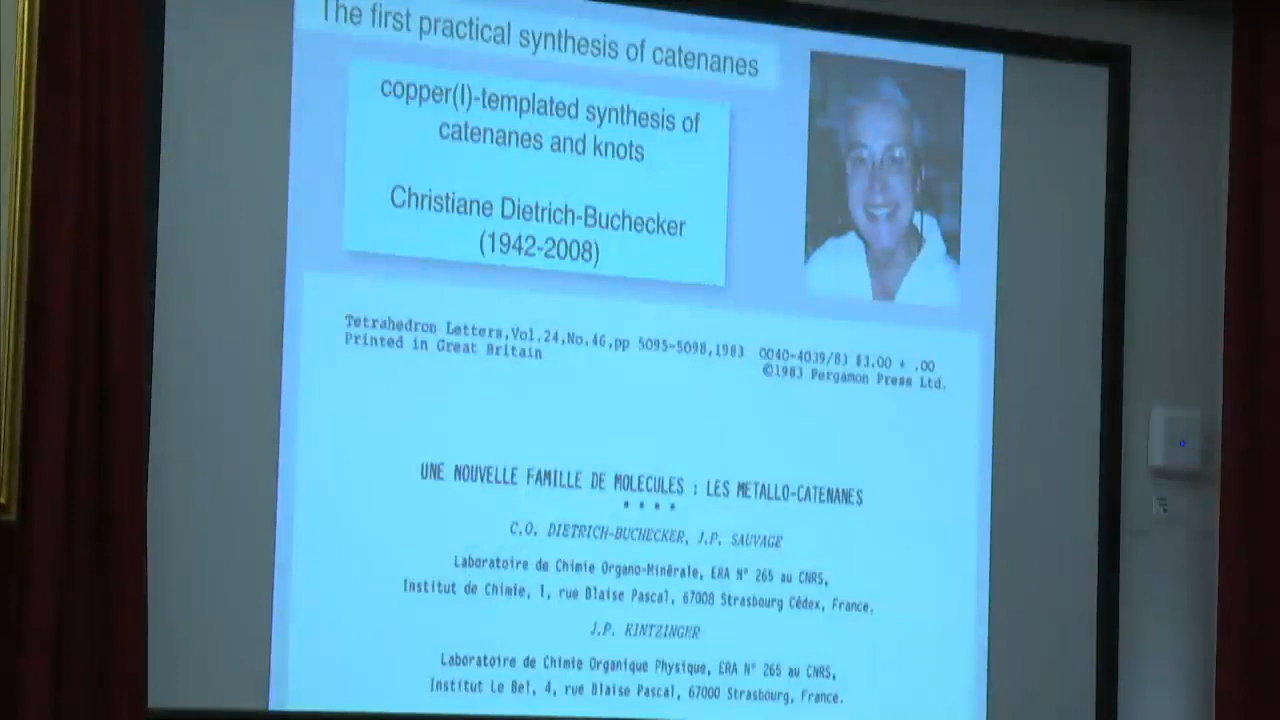 The first practical synthesis of catenanes
copper(I)-templated synthesis of
catenanes and knots
Christiane Dietrich-Buchecker
(1942-2008)
Tetrahedron Letters,Vol.24,No.46,pp 5095-5098,1983 0040-4039/83 $3.00 + .00
Printed in Great Britain ©1983 Pergamon Press Ltd.
UNE NOUVELLE FAMILLE DE MOLECULES : LES METALLO-CATENANES
C.O. DIETRICH-BUCHECKER, J.P. SAUVAGE
Laboratoire de Chimie Organo-Minérale, ERA N° 265 au CNRS,
Institut de Chimie, 1, rue Blaise Pascal, 67008 Strasbourg Cédex, France.
J.P. KINTZINGER
Laboratoire de Chimie Organique Physique, ERA N° 265 au CNRS,
Institut Le Bel, 4, rue Blaise Pascal, 67000 Strasbourg, France.